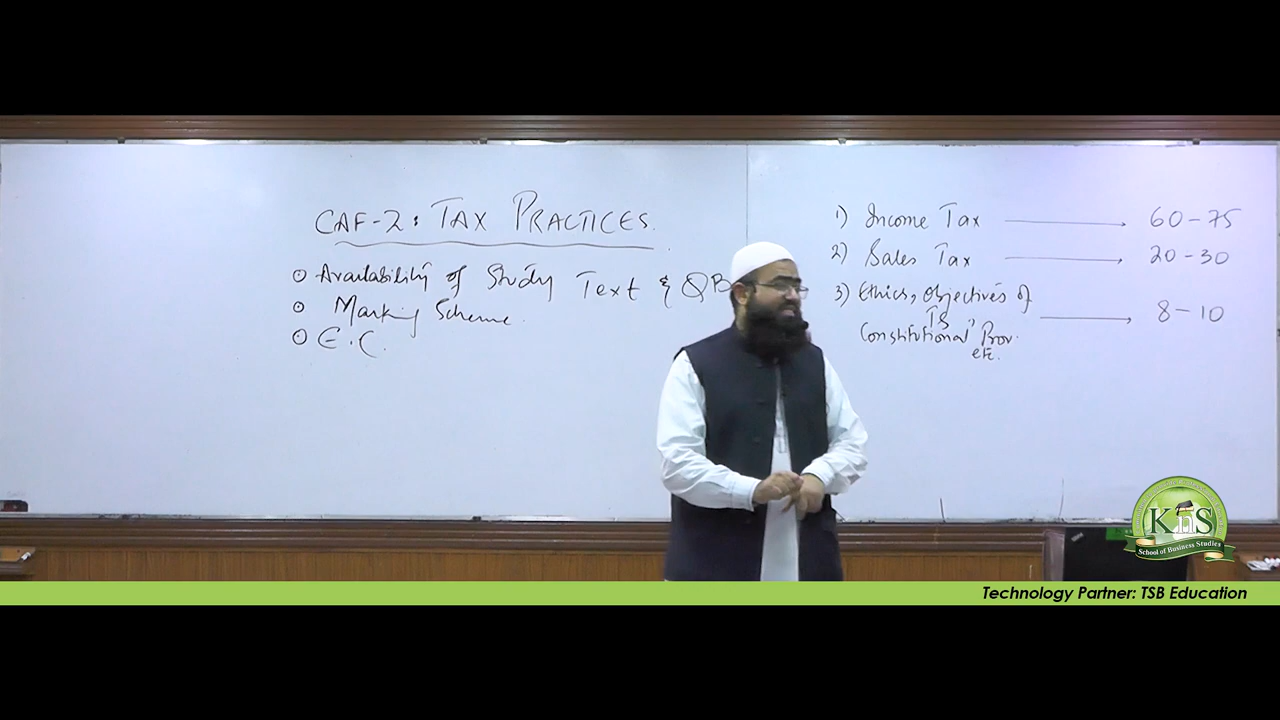 CAF-2: TAX PRACTICES.
⊙ Availability of Study Text & QB
⊙ Marking Scheme.
⊙ E.C.
1) Income Tax → 60-75
2) Sales Tax → 20-30
3) Ethics, Objectives of TS, → 8-10
Constitutional Prov.
etc.
KnS
School of Business Studies
Technology Partner: TSB Education